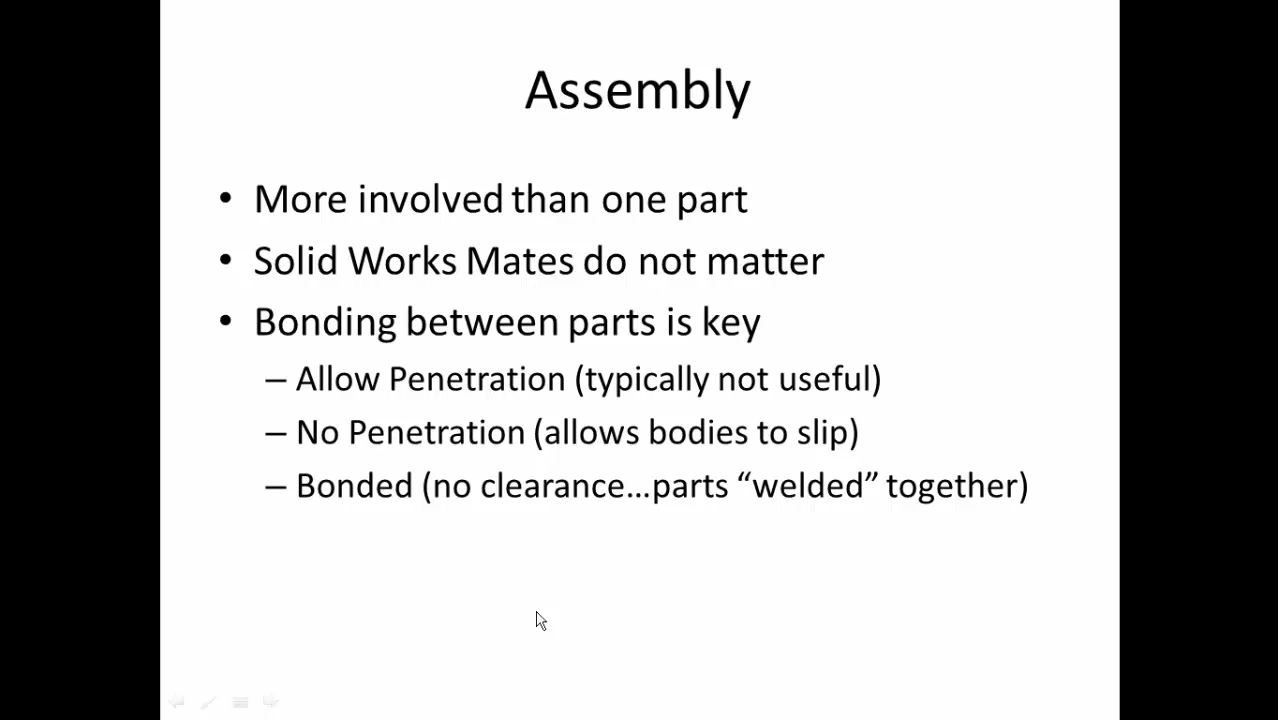 Assembly
• More involved than one part
• Solid Works Mates do not matter
• Bonding between parts is key
– Allow Penetration (typically not useful)
– No Penetration (allows bodies to slip)
– Bonded (no clearance…parts “welded” together)